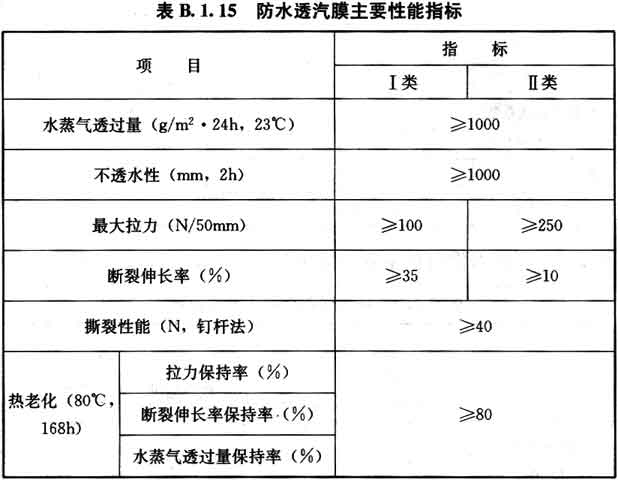 表 B.1.15 防水透汽膜主要性能指标
项 目
指 标
Ⅰ类
Ⅱ类
水蒸气透过量（g/m²·24h，23℃）
≥1000
不透水性（mm，2h）
≥1000
最大拉力（N/50mm）
≥100
≥250
断裂伸长率（%）
≥35
≥10
撕裂性能（N，钉杆法）
≥40
热老化（80℃，
168h）
拉力保持率（%）
断裂伸长率保持率（%）
水蒸气透过量保持率（%）
≥80